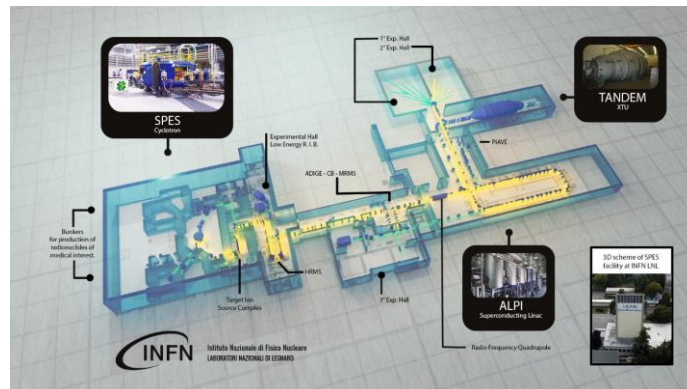 1° Exp. Hall
2° Exp. Hall
SPES
Cyclotron
TANDEM
XTU
Experimental Hall
Low Energy R. I. B.
PIAVE
ADIGE - CB - MRMS
Bunkers
for production of
radionuclides of
medical interest.
HRMS
Target Ion
Source Complex
3° Exp. Hall
ALPI
Superconducting Linac
3D scheme of SPES
facility at INFN LNL
Radio Frequency Quadrupole
INFN
Istituto Nazionale di Fisica Nucleare
LABORATORI NAZIONALI DI LEGNARO